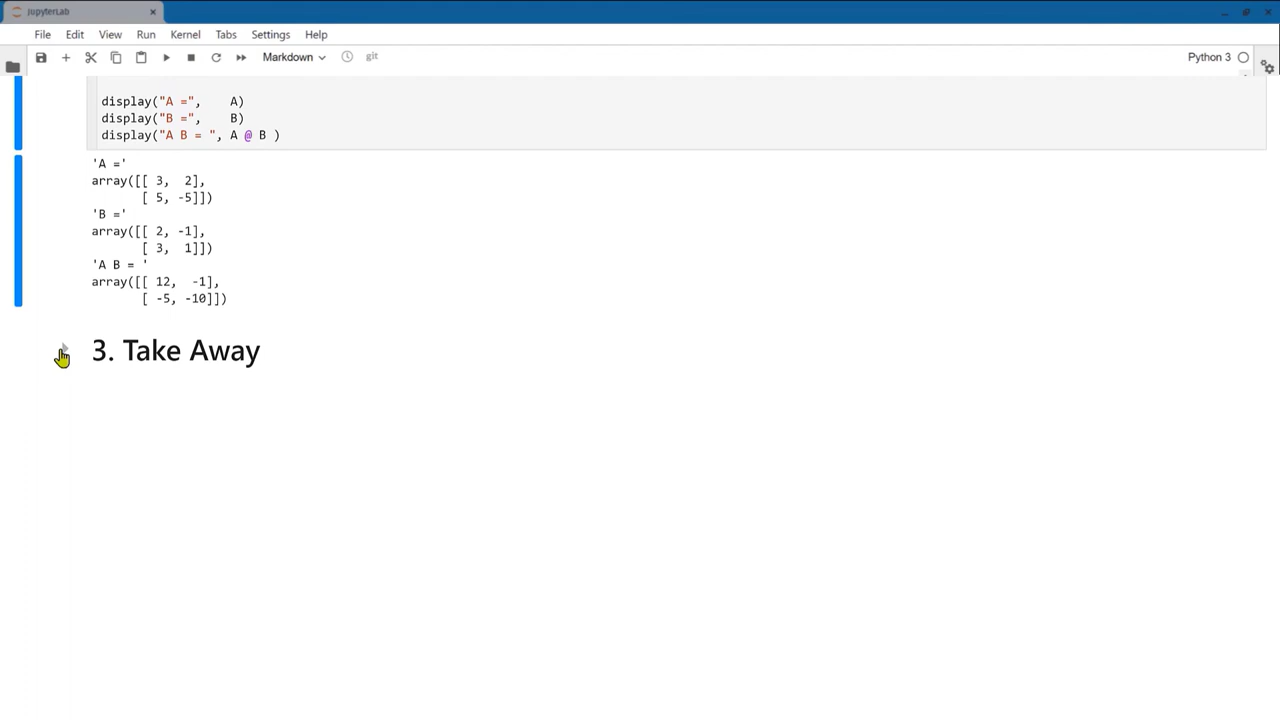 JupyterLab
File Edit View Run Kernel Tabs Settings Help
Markdown git Python 3
display("A =",    A)
display("B =",    B)
display("A B = ", A @ B )
'A ='
array([[ 3,  2],
       [ 5, -5]])
'B ='
array([[ 2, -1],
       [ 3,  1]])
'A B = '
array([[ 12,  -1],
       [ -5, -10]])
3. Take Away